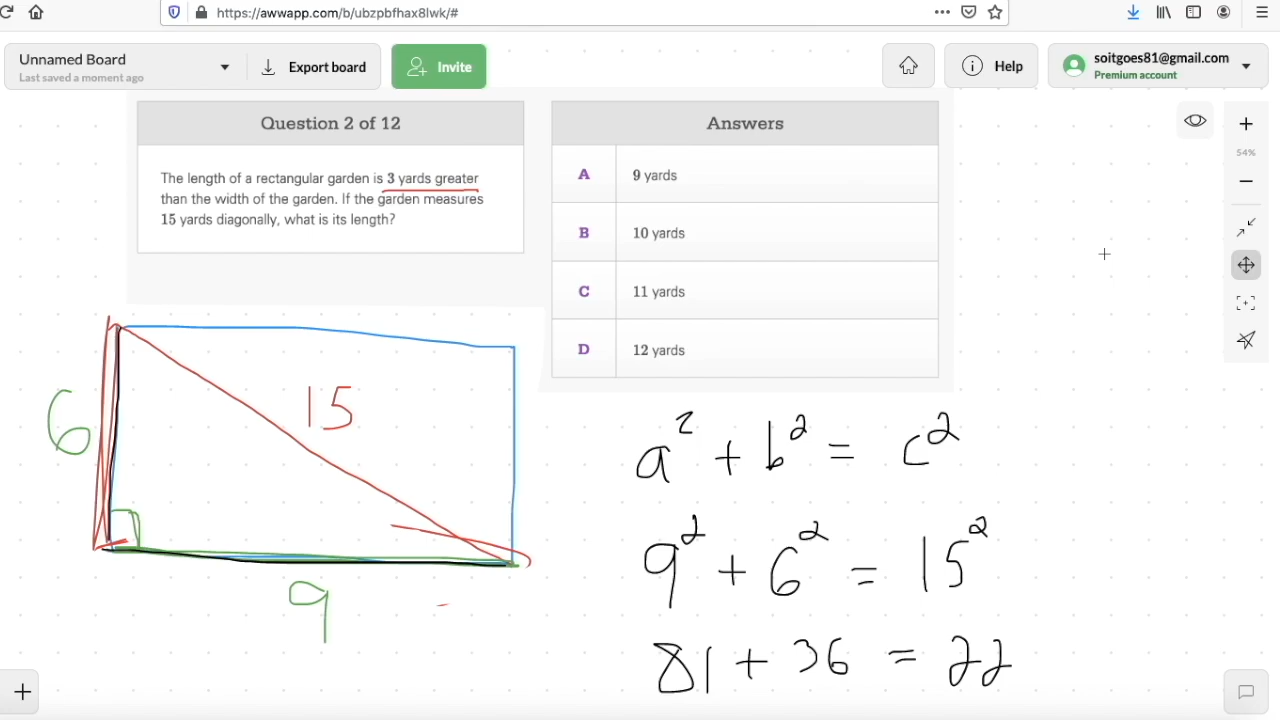 https://awwapp.com/b/ubzpbfhax8lwk/#
Unnamed Board
Last saved a moment ago
Export board
Invite
Help
soitgoes81@gmail.com
Premium account
54%
Question 2 of 12
The length of a rectangular garden is 3 yards greater
than the width of the garden. If the garden measures
15 yards diagonally, what is its length?
Answers
A 9 yards
B 10 yards
C 11 yards
D 12 yards
15
6
9
a² + b² = c²
9² + 6² = 15²
81 + 36 = 22